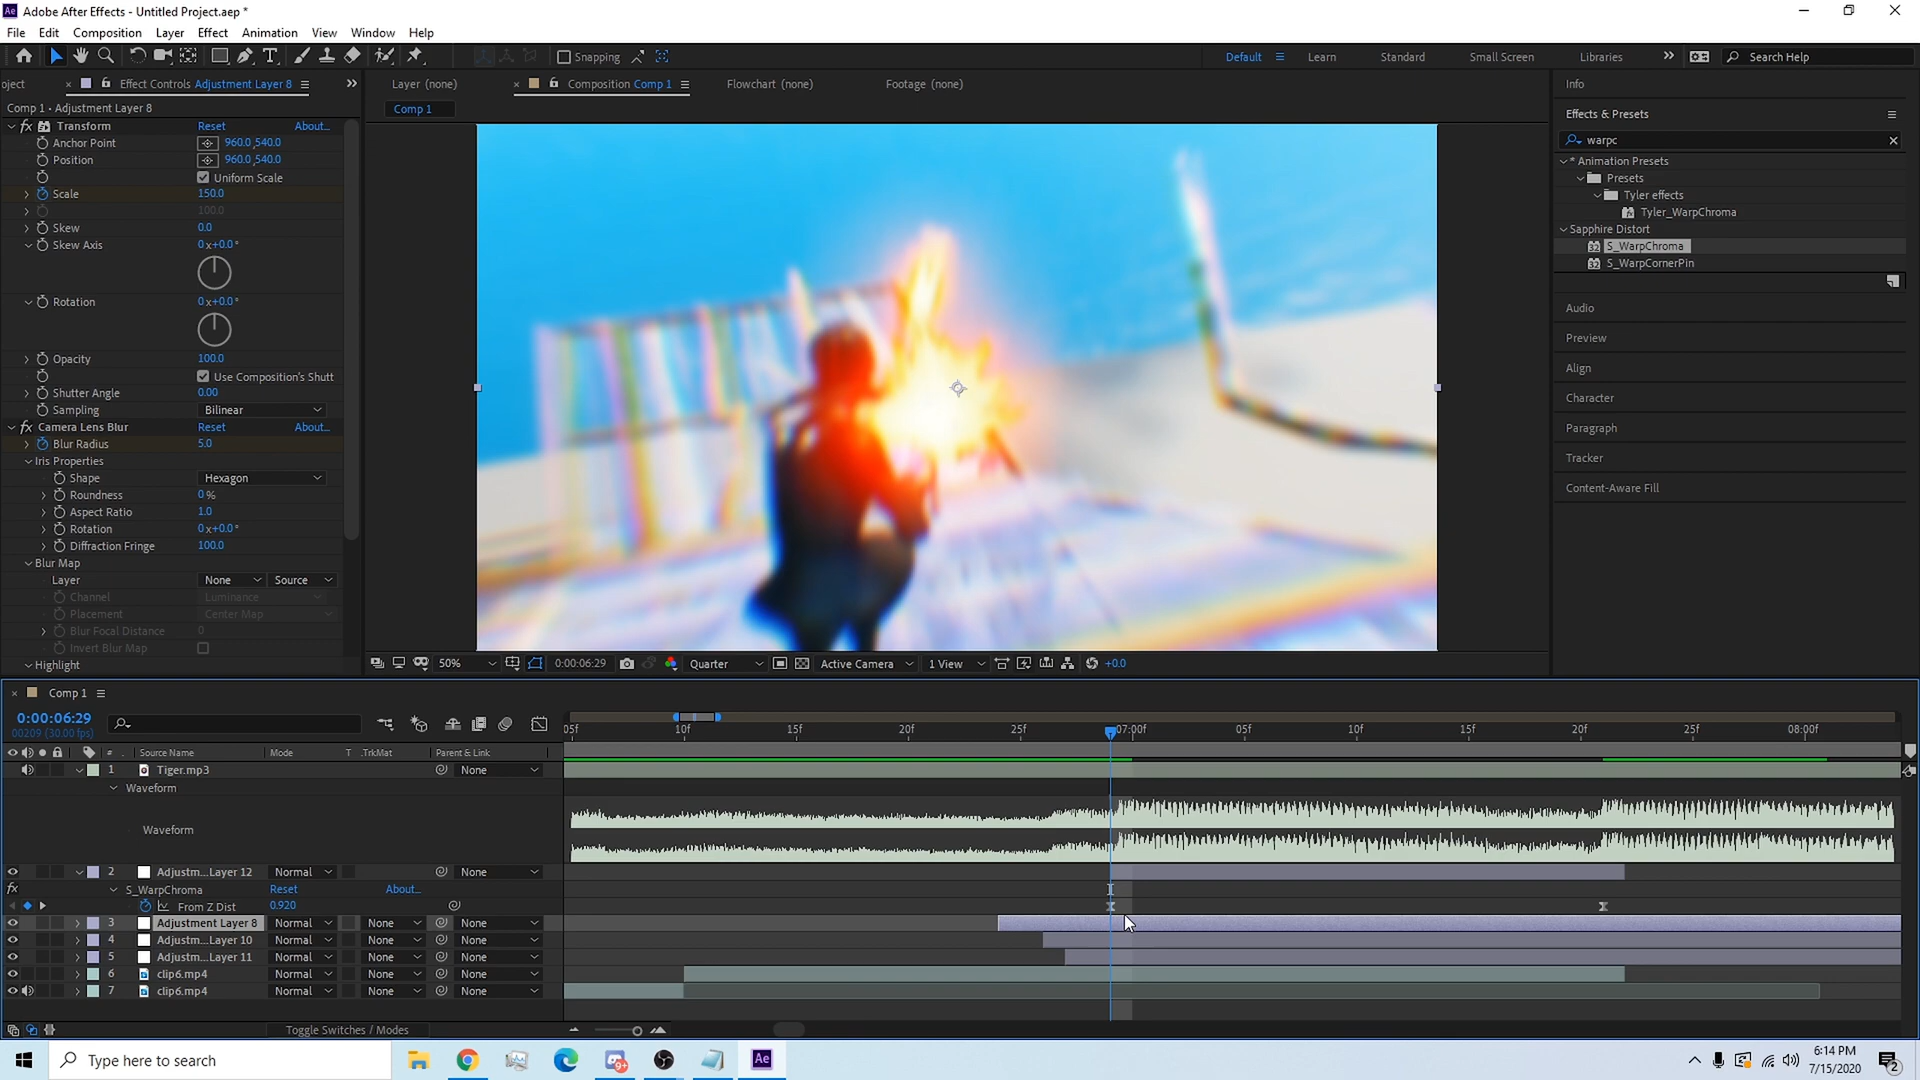 Adobe After Effects - Untitled Project.aep *
File Edit Composition Layer Effect Animation View Window Help
Snapping
Default Learn Standard Small Screen Libraries Search Help
oject Effect Controls Adjustment Layer 8
Layer (none) Composition Comp 1 Flowchart (none) Footage (none)
Comp 1 • Adjustment Layer 8
Comp 1
Transform Reset About...
Anchor Point 960.0,540.0
Position 960.0,540.0
Uniform Scale
Scale 150.0
100.0
Skew 0.0
Skew Axis 0x+0.0°
Rotation 0x+0.0°
Opacity 100.0
Use Composition's Shutt
Shutter Angle 0.00
Sampling Bilinear
Camera Lens Blur Reset About...
Blur Radius 5.0
Iris Properties
Shape Hexagon
Roundness 0%
Aspect Ratio 1.0
Rotation 0x+0.0°
Diffraction Fringe 100.0
Blur Map
Layer None Source
Channel Luminance
Placement Center Map
Blur Focal Distance 0
Invert Blur Map
Highlight
50% 0:00:06:29 Quarter Active Camera 1 View +0.0
Info
Effects & Presets
warpc
* Animation Presets
Presets
Tyler effects
Tyler_WarpChroma
Sapphire Distort
32 S_WarpChroma
32 S_WarpCornerPin
Audio
Preview
Align
Character
Paragraph
Tracker
Content-Aware Fill
Comp 1
0:00:06:29
00209 (30.00 fps)
05f 10f 15f 20f 25f 07:00f 05f 10f 15f 20f 25f 08:00f
# Source Name Mode T .TrkMat Parent & Link
1 Tiger.mp3 None
Waveform
Waveform
2 Adjustm...Layer 12 Normal None
fx S_WarpChroma Reset About...
From Z Dist 0.920
3 Adjustment Layer 8 Normal None None
4 Adjustm...Layer 10 Normal None None
5 Adjustm...Layer 11 Normal None None
6 clip6.mp4 Normal None None
7 clip6.mp4 Normal None None
Toggle Switches / Modes
Type here to search
9+
Ae
6:14 PM
7/15/2020
2